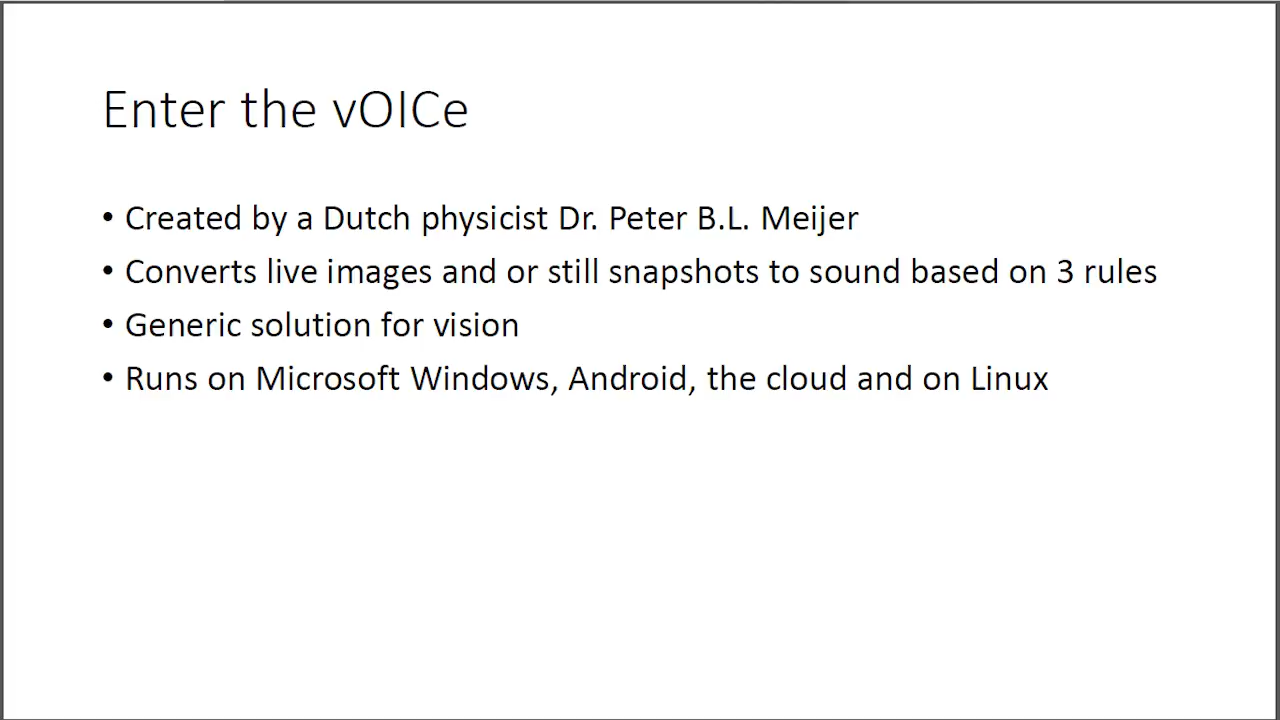 Enter the vOICe
• Created by a Dutch physicist Dr. Peter B.L. Meijer
• Converts live images and or still snapshots to sound based on 3 rules
• Generic solution for vision
• Runs on Microsoft Windows, Android, the cloud and on Linux